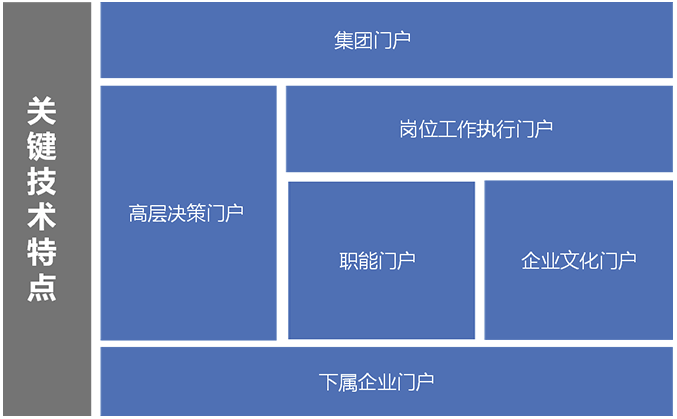 关键技术特点
集团门户
岗位工作执行门户
高层决策门户
职能门户
企业文化门户
下属企业门户